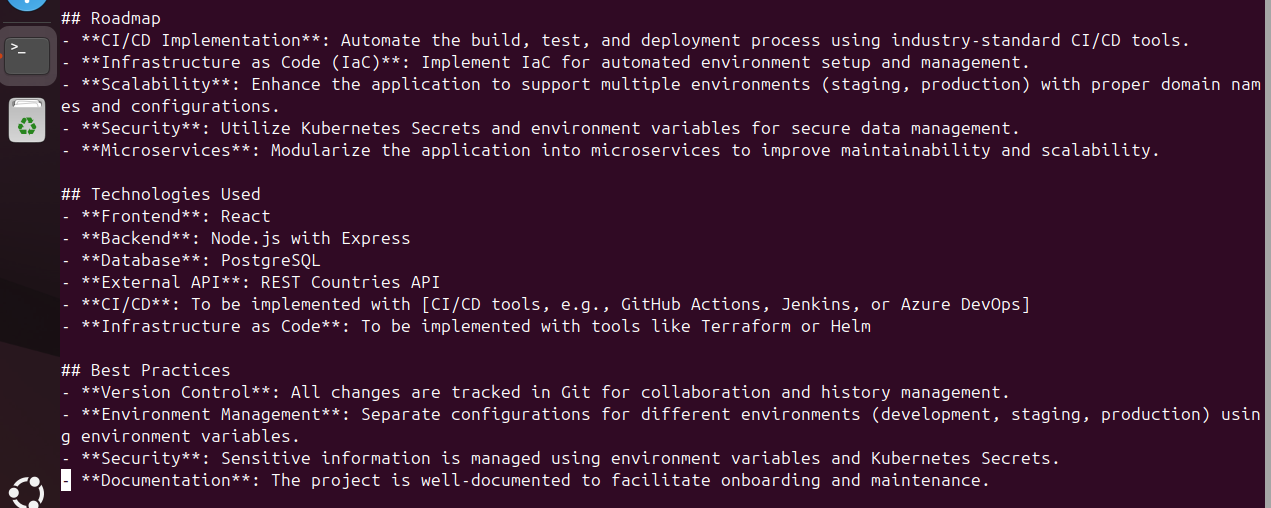 >_
## Roadmap
- **CI/CD Implementation**: Automate the build, test, and deployment process using industry-standard CI/CD tools.
- **Infrastructure as Code (IaC)**: Implement IaC for automated environment setup and management.
- **Scalability**: Enhance the application to support multiple environments (staging, production) with proper domain nam
es and configurations.
- **Security**: Utilize Kubernetes Secrets and environment variables for secure data management.
- **Microservices**: Modularize the application into microservices to improve maintainability and scalability.

## Technologies Used
- **Frontend**: React
- **Backend**: Node.js with Express
- **Database**: PostgreSQL
- **External API**: REST Countries API
- **CI/CD**: To be implemented with [CI/CD tools, e.g., GitHub Actions, Jenkins, or Azure DevOps]
- **Infrastructure as Code**: To be implemented with tools like Terraform or Helm

## Best Practices
- **Version Control**: All changes are tracked in Git for collaboration and history management.
- **Environment Management**: Separate configurations for different environments (development, staging, production) usin
g environment variables.
- **Security**: Sensitive information is managed using environment variables and Kubernetes Secrets.
- **Documentation**: The project is well-documented to facilitate onboarding and maintenance.